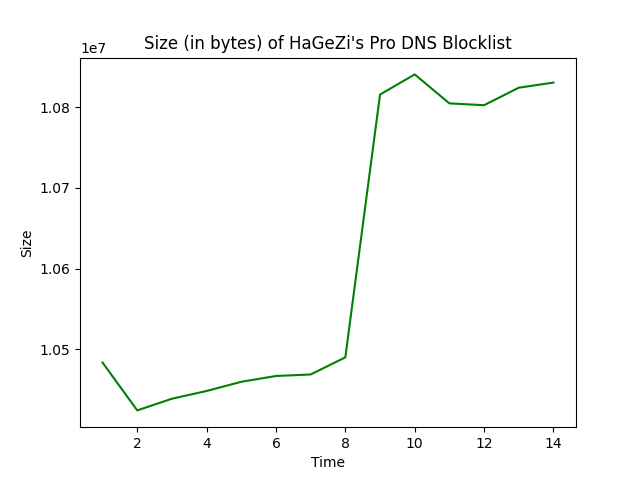 Size (in bytes) of HaGeZi's Pro DNS Blocklist
1e7
1.08
1.07
1.06
1.05
Size
2 4 6 8 10 12 14
Time